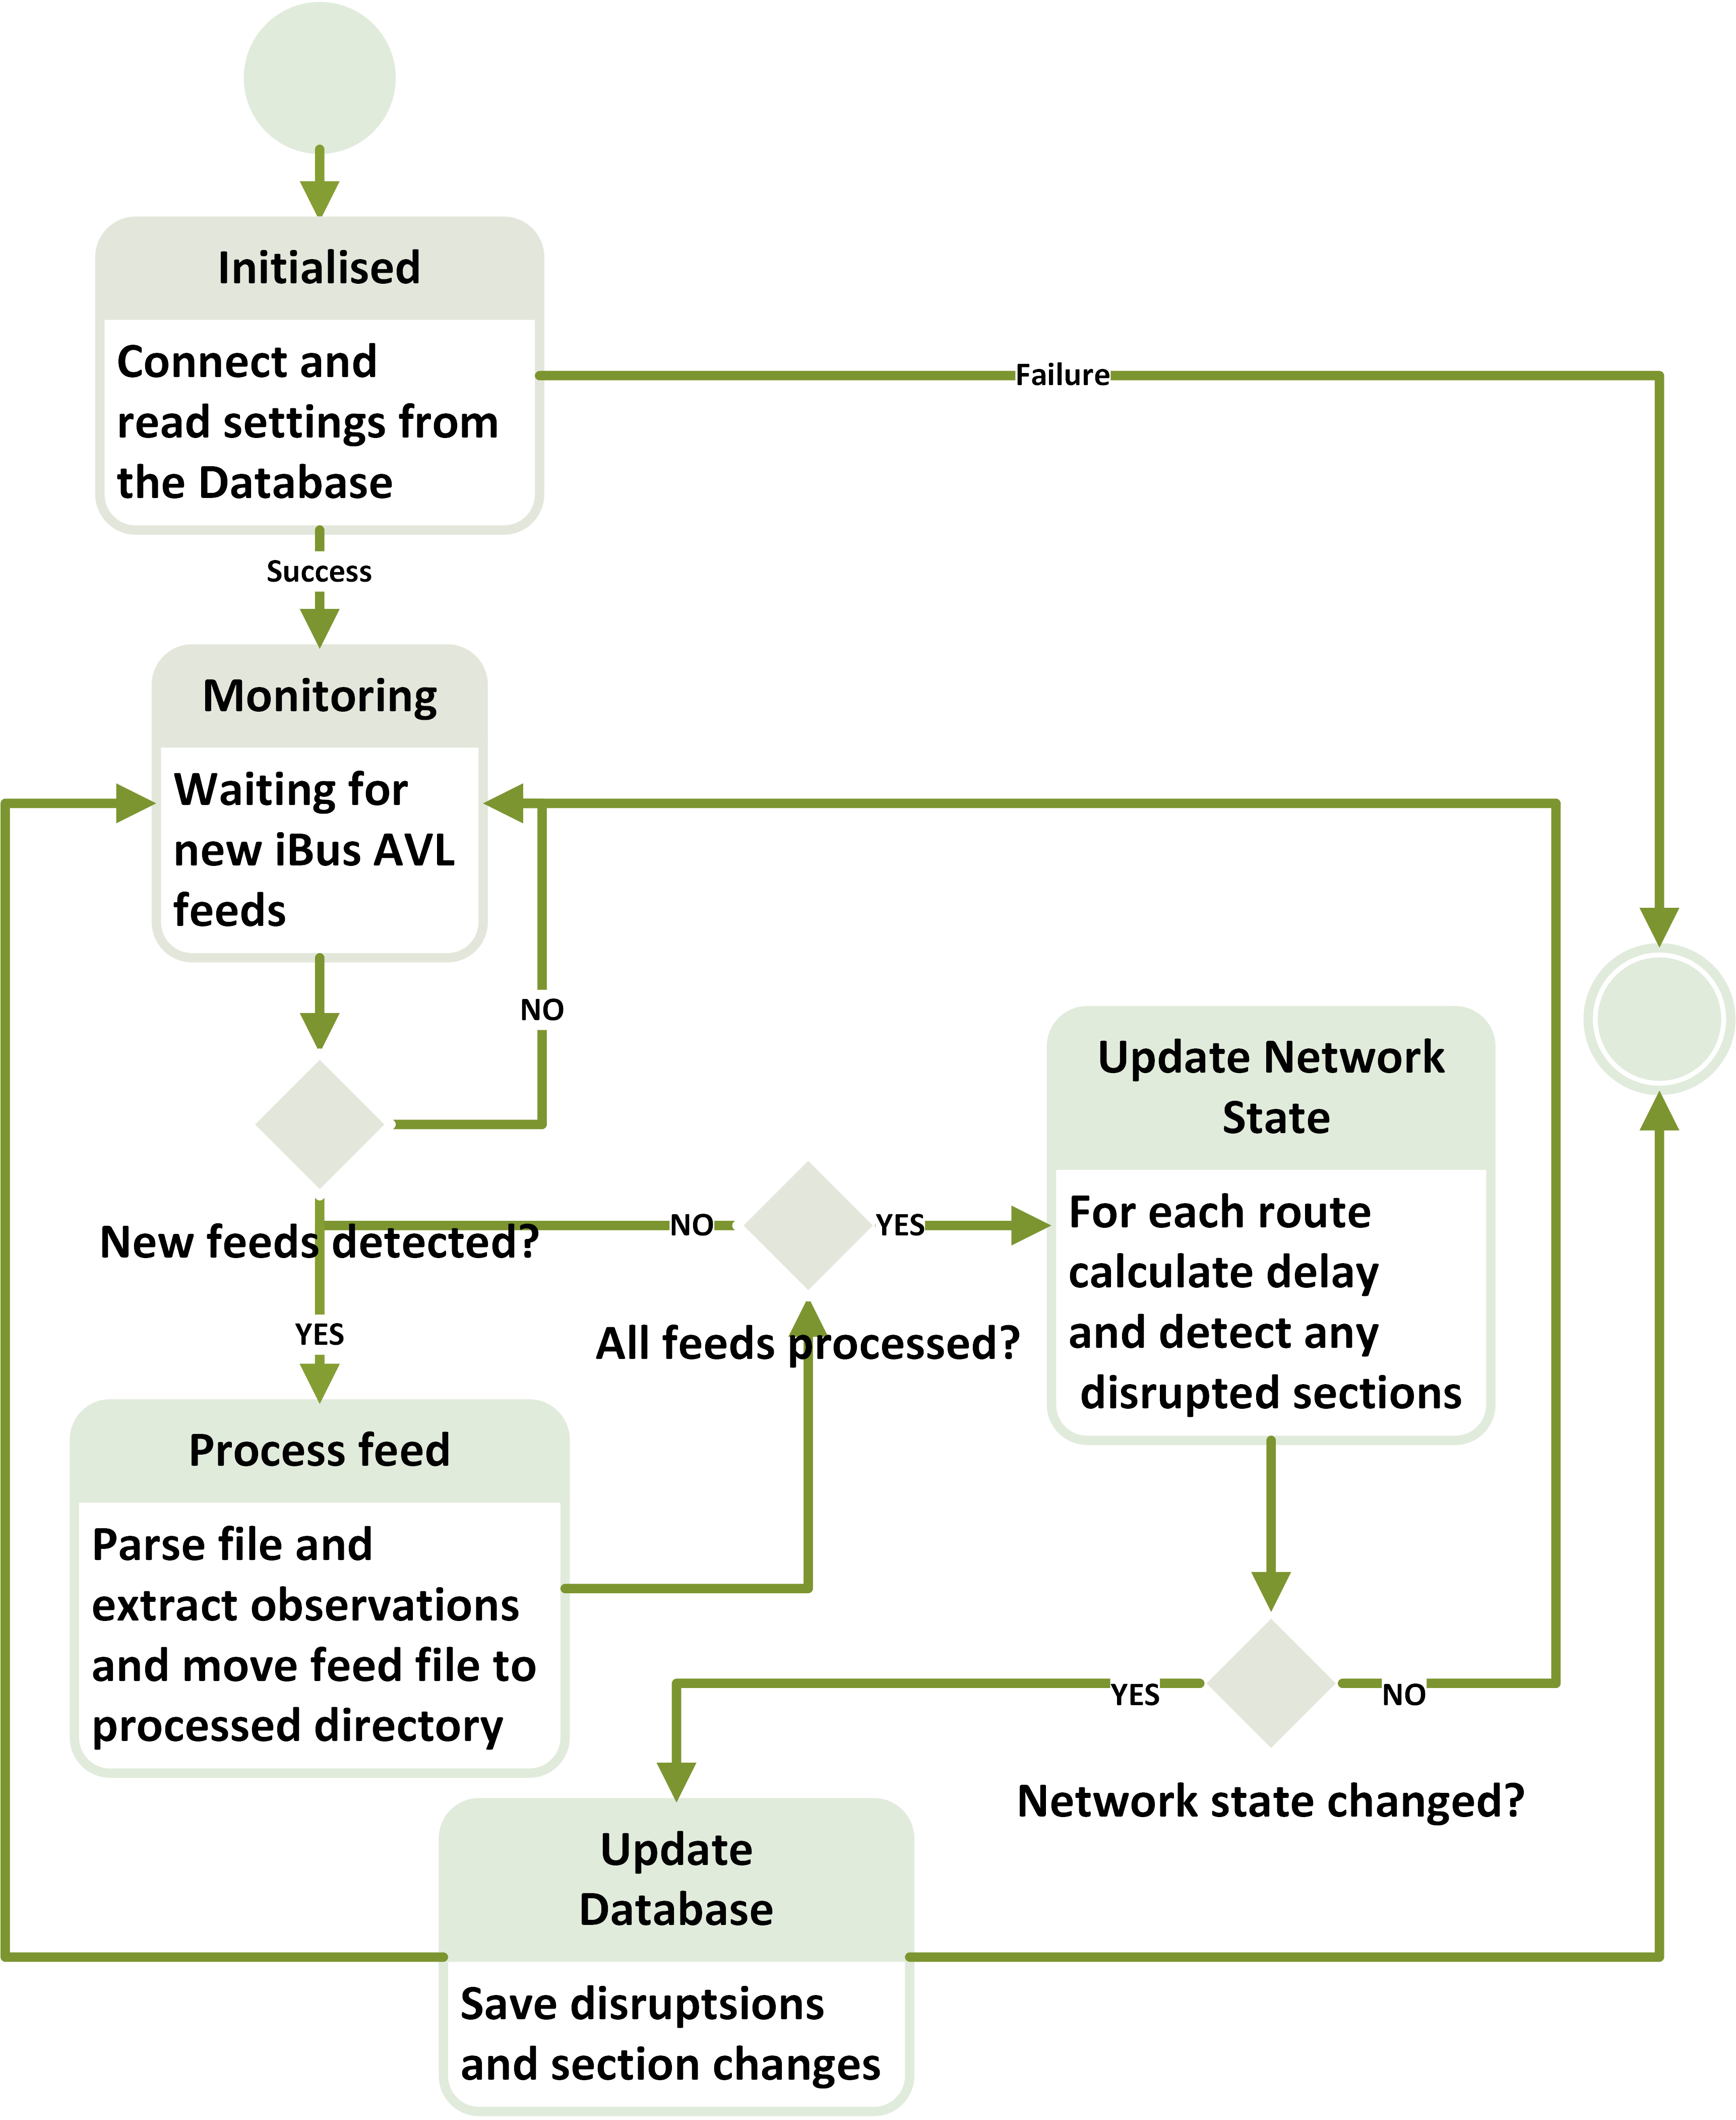 Initialised
Connect and
read settings from
the Database
Failure
Success
Monitoring
Waiting for
new iBus AVL
feeds
NO
New feeds detected?
YES
NO
YES
All feeds processed?
Update Network
State
For each route
calculate delay
and detect any
disrupted sections
Process feed
Parse file and
extract observations
and move feed file to
processed directory
YES
NO
Network state changed?
Update
Database
Save disruptsions
and section changes